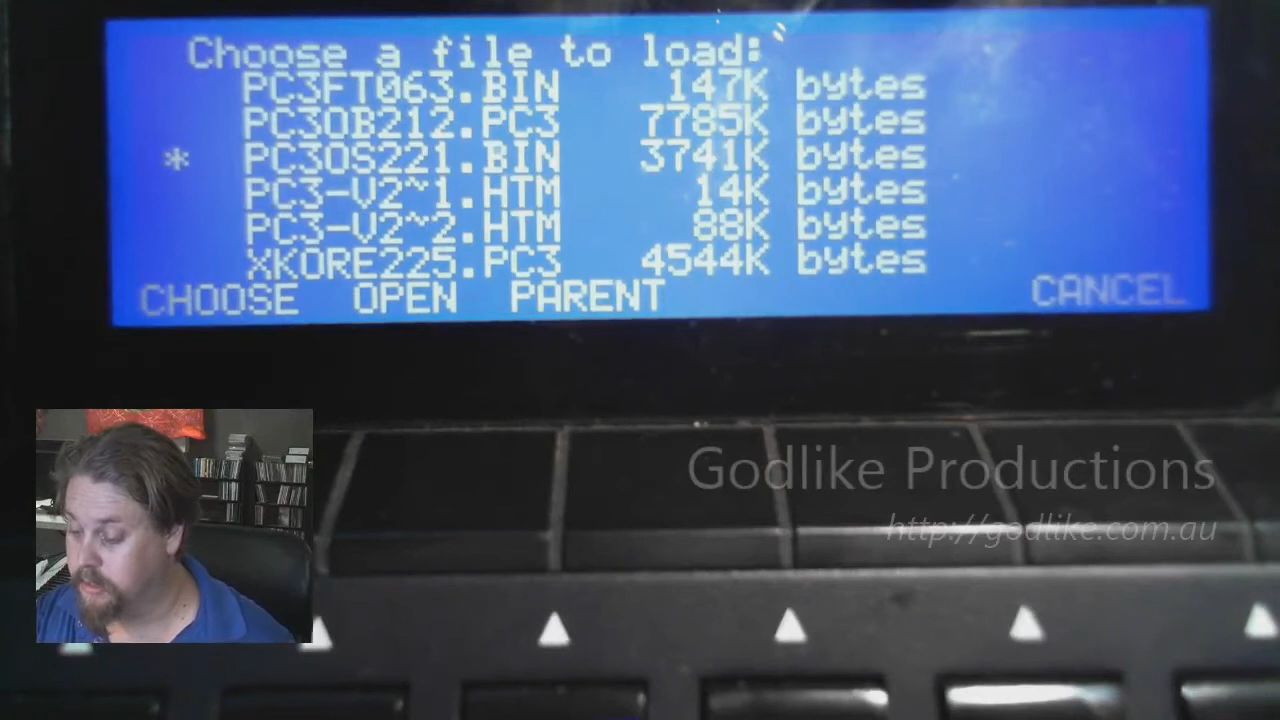 Choose a file to load:
PC3FT063.BIN 147K bytes
PC3OB212.PC3 7785K bytes
* PC3OS221.BIN 3741K bytes
PC3-V2~1.HTM 14K bytes
PC3-V2~2.HTM 88K bytes
XKORE225.PC3 4544K bytes
CHOOSE OPEN PARENT CANCEL
Godlike Productions
http://godlike.com.au